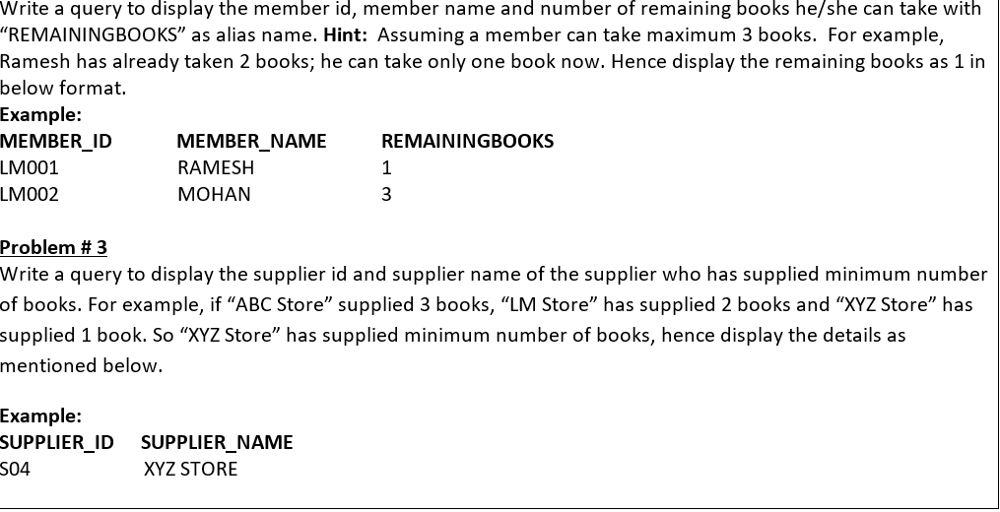 Write a query to display the member id, member name and number of remaining books he/she can take with
“REMAININGBOOKS” as alias name. Hint:  Assuming a member can take maximum 3 books.  For example,
Ramesh has already taken 2 books; he can take only one book now. Hence display the remaining books as 1 in
below format.
Example:
MEMBER_ID MEMBER_NAME REMAININGBOOKS
LM001 RAMESH 1
LM002 MOHAN 3
Problem # 3
Write a query to display the supplier id and supplier name of the supplier who has supplied minimum number
of books. For example, if “ABC Store” supplied 3 books, “LM Store” has supplied 2 books and “XYZ Store” has
supplied 1 book. So “XYZ Store” has supplied minimum number of books, hence display the details as
mentioned below.
Example:
SUPPLIER_ID SUPPLIER_NAME
S04 XYZ STORE